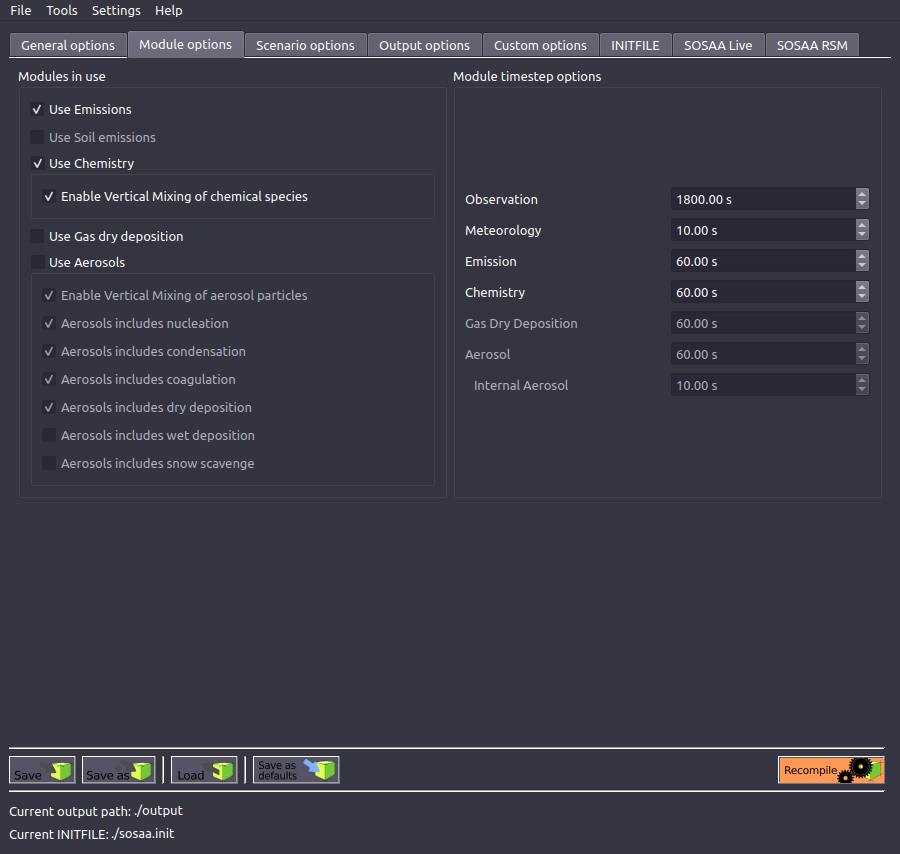 File Tools Settings Help
General options Module options Scenario options Output options Custom options INITFILE SOSAA Live SOSAA RSM
Modules in use
Use Emissions
Use Soil emissions
Use Chemistry
Enable Vertical Mixing of chemical species
Use Gas dry deposition
Use Aerosols
Enable Vertical Mixing of aerosol particles
Aerosols includes nucleation
Aerosols includes condensation
Aerosols includes coagulation
Aerosols includes dry deposition
Aerosols includes wet deposition
Aerosols includes snow scavenge
Module timestep options
Observation 1800.00 s
Meteorology 10.00 s
Emission 60.00 s
Chemistry 60.00 s
Gas Dry Deposition 60.00 s
Aerosol 60.00 s
Internal Aerosol 10.00 s
Save Save as Load Save as
defaults
Recompile
Current output path: ./output
Current INITFILE: ./sosaa.init